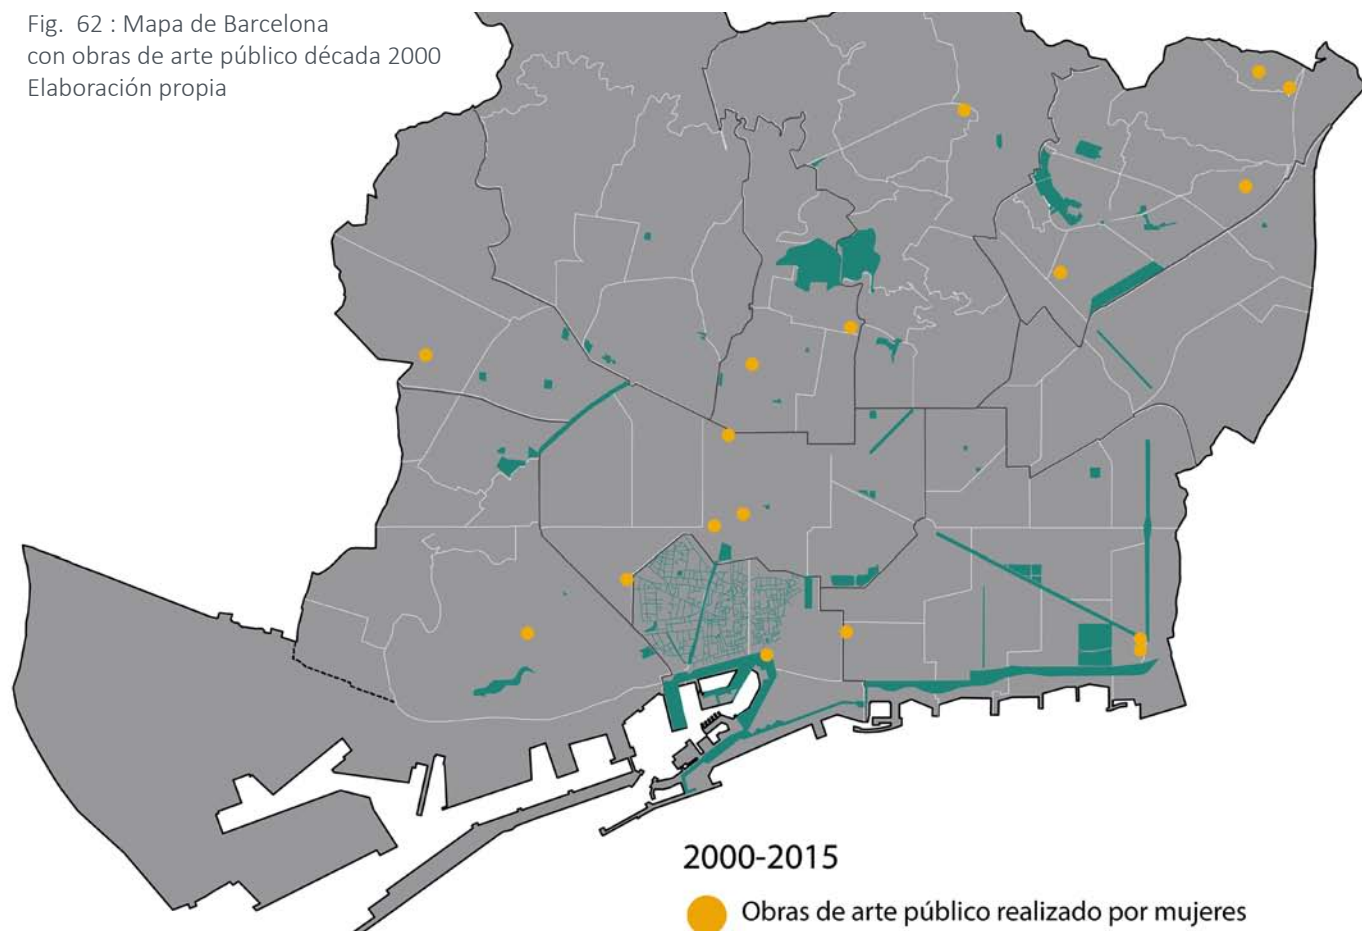 Fig. 62 : Mapa de Barcelona
con obras de arte público década 2000
Elaboración propia
2000-2015
Obras de arte público realizado por mujeres